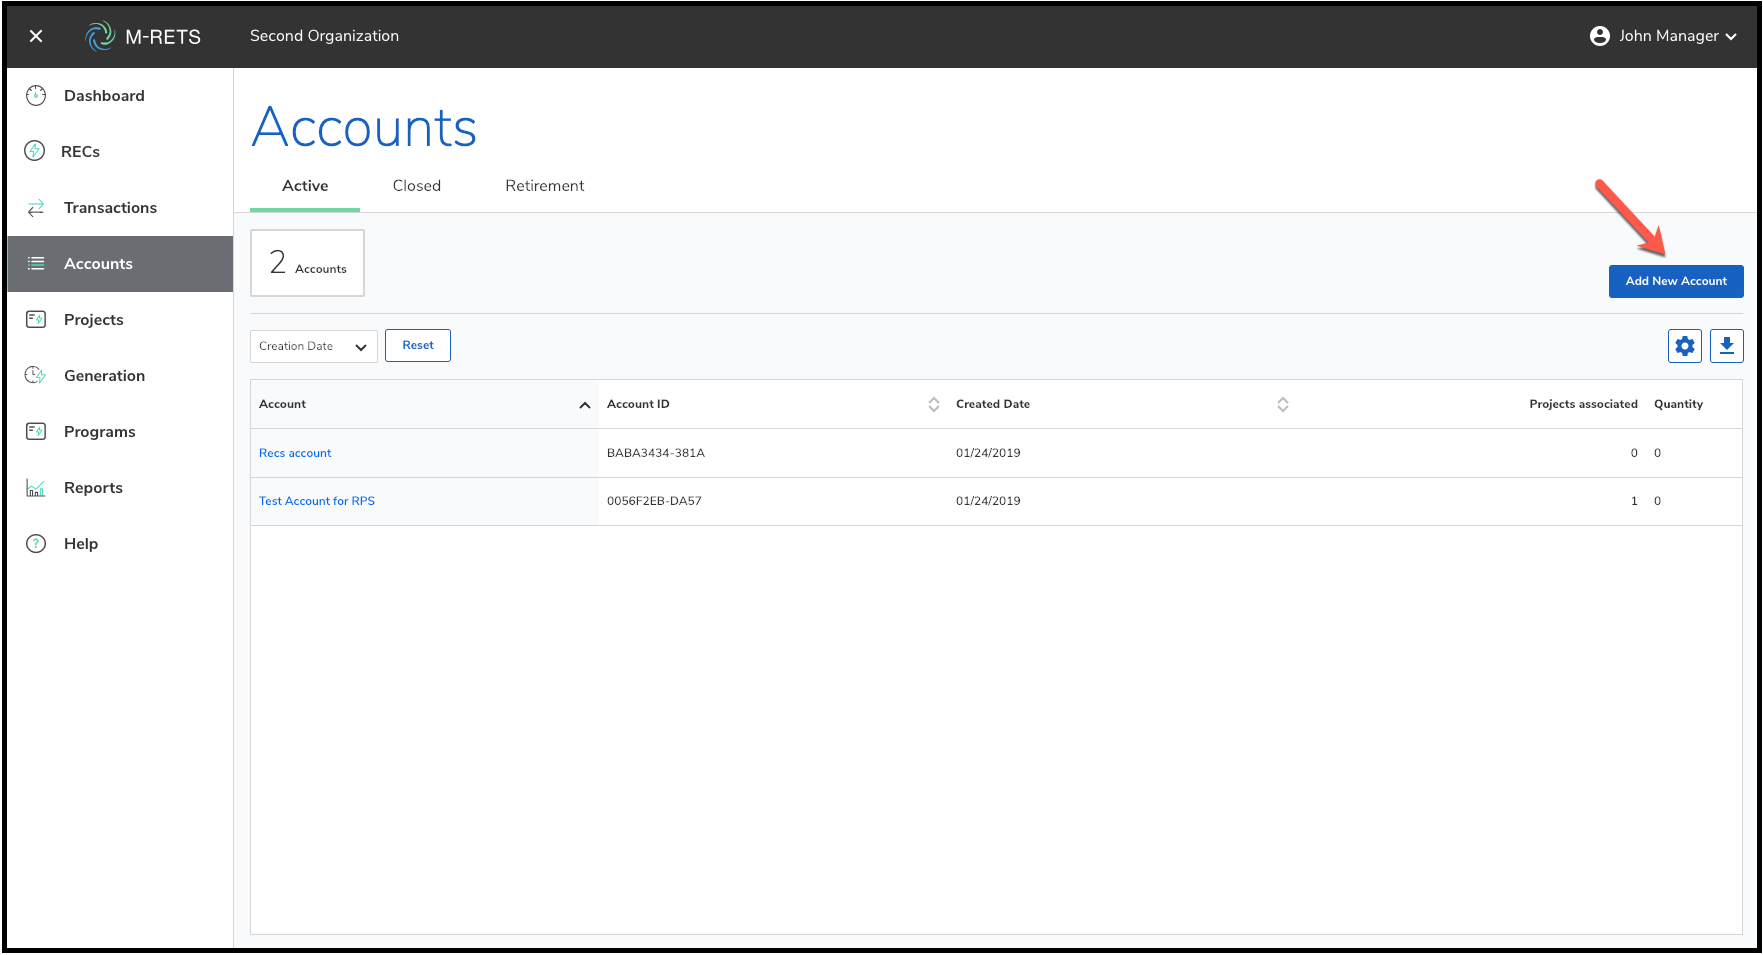 M-RETS
Second Organization
John Manager
Dashboard
RECs
Transactions
Accounts
Projects
Generation
Programs
Reports
Help
Accounts
Active
Closed
Retirement
2 Accounts
Add New Account
Creation Date
Reset
Account
Account ID
Created Date
Projects associated
Quantity
Recs account
BABA3434-381A
01/24/2019
0
0
Test Account for RPS
0056F2EB-DA57
01/24/2019
1
0